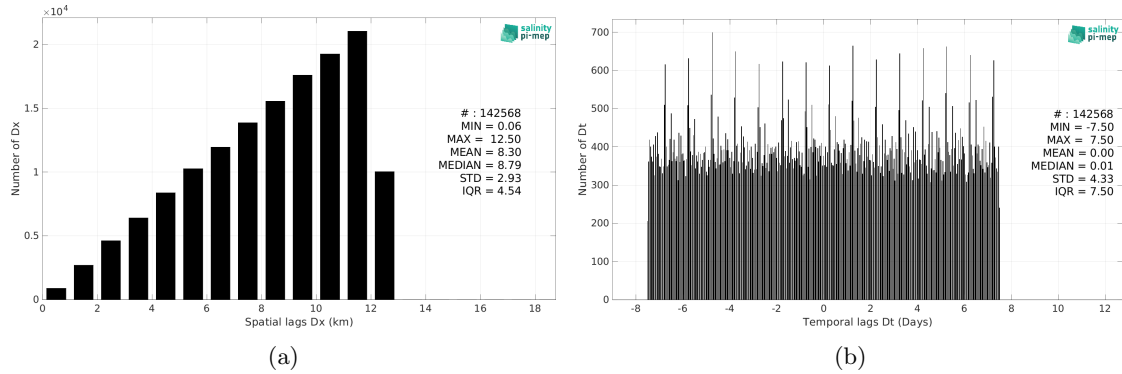 ×10⁴
2
1.5
1
0.5
0
0 2 4 6 8 10 12 14 16 18
Number of Dx
Spatial lags Dx (km)
salinity
pi-mep
# : 142568
MIN = 0.06
MAX = 12.50
MEAN = 8.30
MEDIAN = 8.79
STD = 2.93
IQR = 4.54
(a)
700
600
500
400
300
200
100
0
-8 -6 -4 -2 0 2 4 6 8 10 12
Number of Dt
Temporal lags Dt (Days)
salinity
pi-mep
# : 142568
MIN = -7.50
MAX = 7.50
MEAN = 0.00
MEDIAN = 0.01
STD = 4.33
IQR = 7.50
(b)